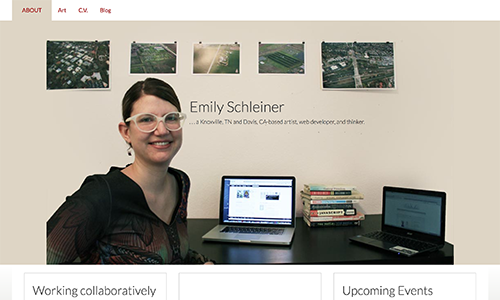 ABOUT Art C.V. Blog
Emily Schleiner
.... a Knoxville, TN and Davis, CA-based artist, web developer, and thinker.
Working collaboratively
Upcoming Events